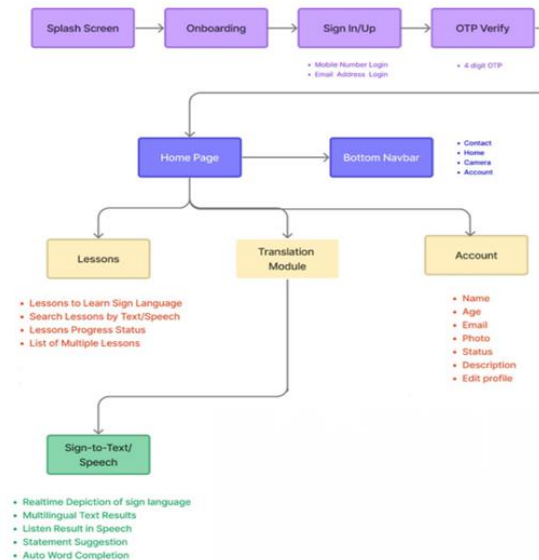 Splash Screen
Onboarding
Sign In/Up
OTP Verify
• Mobile Number Login
• Email Address Login
• 4 digit OTP
Home Page
Bottom Navbar
• Contact
• Home
• Camera
• Account
Lessons
Translation
Module
Account
• Lessons to Learn Sign Language
• Search Lessons by Text/Speech
• Lessons Progress Status
• List of Multiple Lessons
• Name
• Age
• Email
• Photo
• Status
• Description
• Edit profile
Sign-to-Text/
Speech
• Realtime Depiction of sign language
• Multilingual Text Results
• Listen Result in Speech
• Statement Suggestion
• Auto Word Completion